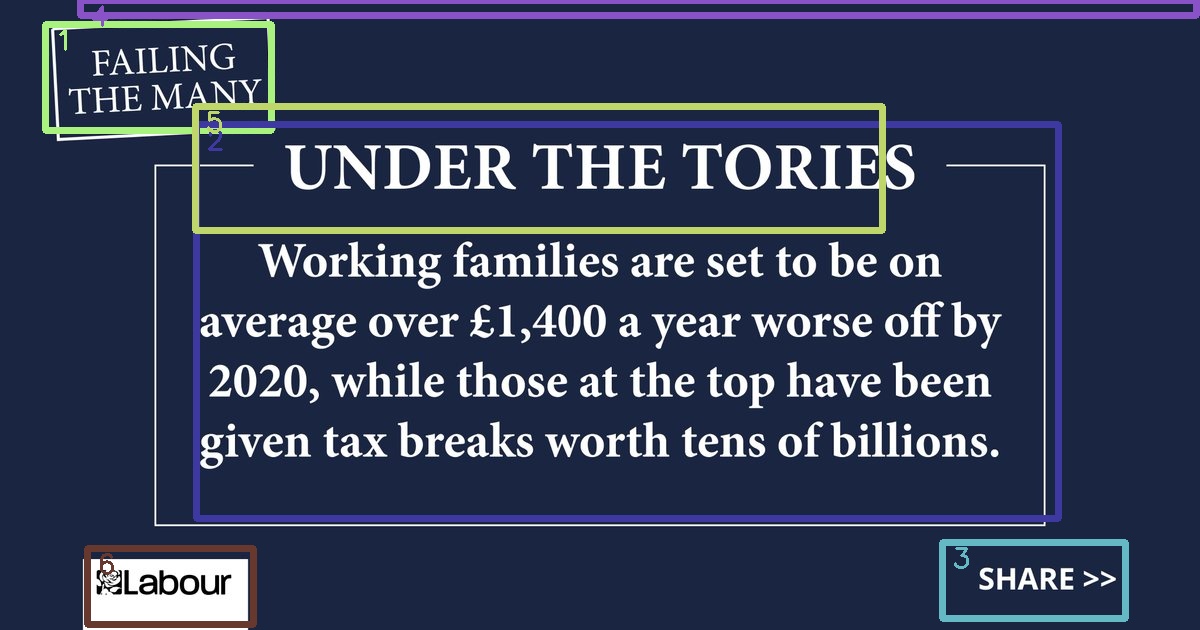 FAILING
THE MANY
UNDER THE TORIES
Working families are set to be on
average over £1,400 a year worse off by
2020, while those at the top have been
given tax breaks worth tens of billions.
Labour
SHARE >>